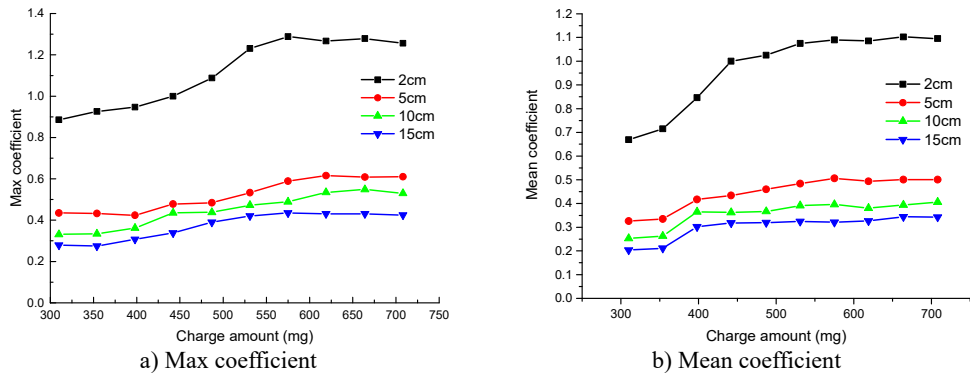 1.4
1.2
1.0
0.8
0.6
0.4
0.2
0.0
Max coefficient
2cm
5cm
10cm
15cm
300 350 400 450 500 550 600 650 700 750
Charge amount (mg)
a) Max coefficient
1.2
1.1
1.0
0.9
0.8
0.7
0.6
0.5
0.4
0.3
0.2
0.1
0.0
Mean coefficient
2cm
5cm
10cm
15cm
300 400 500 600 700
Charge amount (mg)
b) Mean coefficient